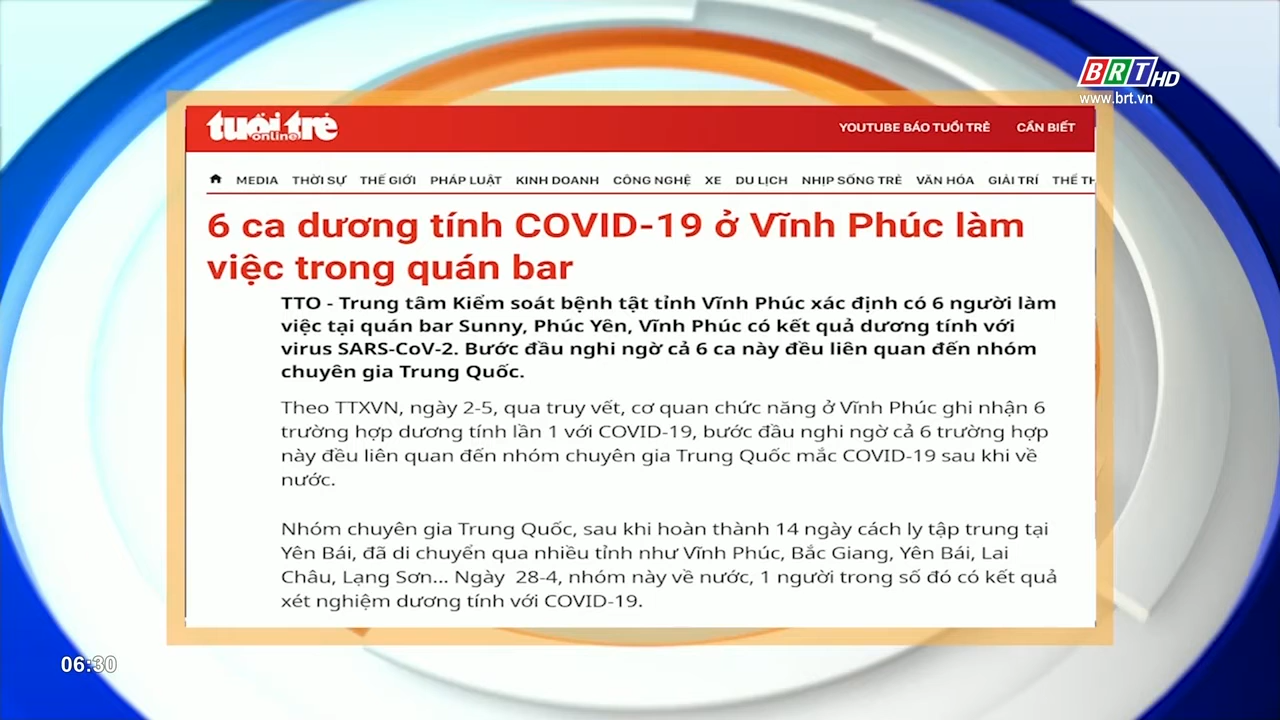 BRT HD
www.brt.vn
tuổi trẻ
online
YOUTUBE BÁO TUỔI TRẺ CẦN BIẾT
MEDIA THỜI SỰ THẾ GIỚI PHÁP LUẬT KINH DOANH CÔNG NGHỆ XE DU LỊCH NHỊP SỐNG TRẺ VĂN HÓA GIẢI TRÍ THỂ TH
6 ca dương tính COVID-19 ở Vĩnh Phúc làm
việc trong quán bar
TTO - Trung tâm Kiểm soát bệnh tật tỉnh Vĩnh Phúc xác định có 6 người làm
việc tại quán bar Sunny, Phúc Yên, Vĩnh Phúc có kết quả dương tính với
virus SARS-CoV-2. Bước đầu nghi ngờ cả 6 ca này đều liên quan đến nhóm
chuyên gia Trung Quốc.
Theo TTXVN, ngày 2-5, qua truy vết, cơ quan chức năng ở Vĩnh Phúc ghi nhận 6
trường hợp dương tính lần 1 với COVID-19, bước đầu nghi ngờ cả 6 trường hợp
này đều liên quan đến nhóm chuyên gia Trung Quốc mắc COVID-19 sau khi về
nước.
Nhóm chuyên gia Trung Quốc, sau khi hoàn thành 14 ngày cách ly tập trung tại
Yên Bái, đã di chuyển qua nhiều tỉnh như Vĩnh Phúc, Bắc Giang, Yên Bái, Lai
Châu, Lạng Sơn... Ngày 28-4, nhóm này về nước, 1 người trong số đó có kết quả
xét nghiệm dương tính với COVID-19.
06:30